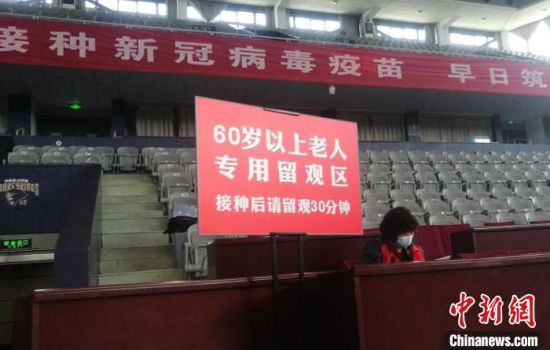 接种新冠病毒疫苗 早日筑
60岁以上老人
专用留观区
接种后请留观30分钟
中新网
Chinanews.com